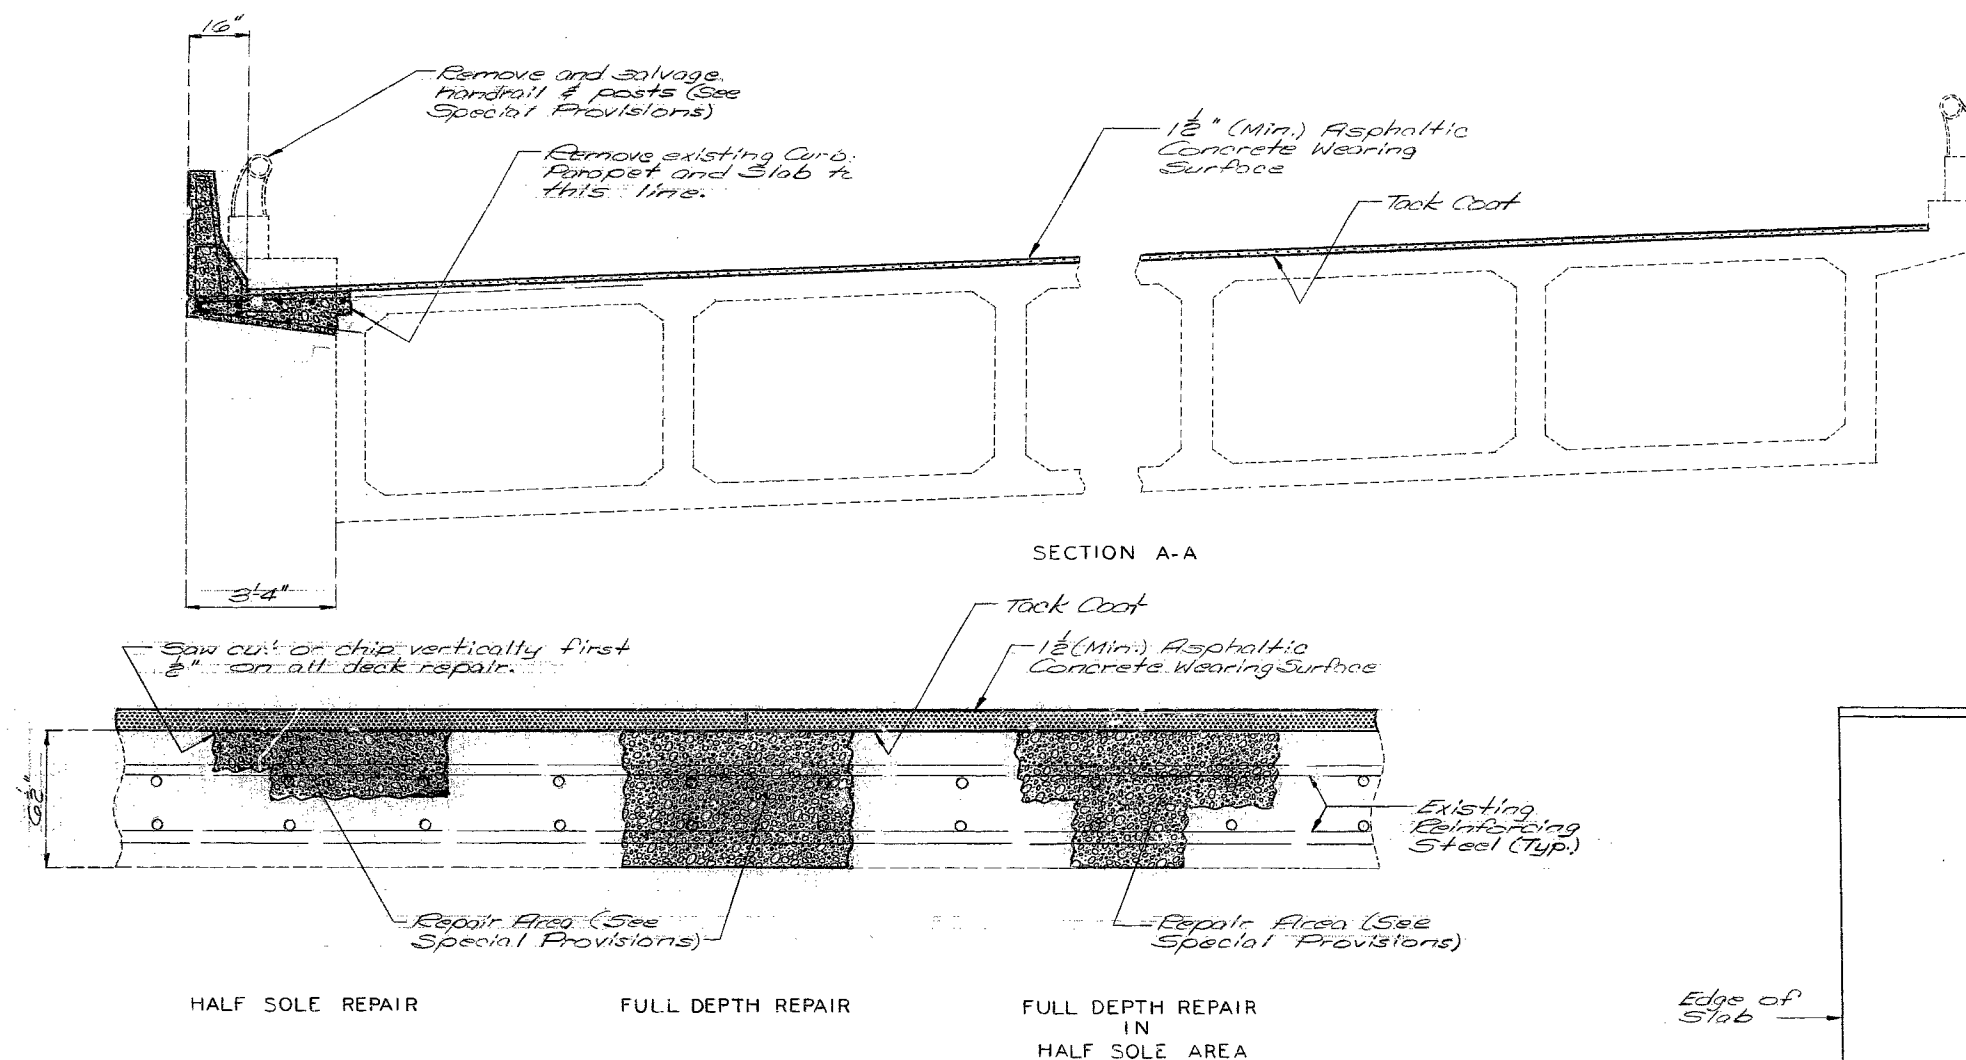 16"
Remove and salvage
handrail & posts (See
Special Provisions)
Remove existing Curb,
Parapet and Slab to
this line.
1½" (Min.) Asphaltic
Concrete Wearing
Surface
Tack Coat
SECTION A-A
3'-4"
Tack Coat
Saw cut or chip vertically first
½" on all deck repair.
1½ (Min.) Asphaltic
Concrete Wearing Surface
6½"
Existing
Reinforcing
Steel (Typ.)
Repair Area (See
Special Provisions)
Repair Area (See
Special Provisions)
HALF SOLE REPAIR
FULL DEPTH REPAIR
FULL DEPTH REPAIR
IN
HALF SOLE AREA
Edge of
Slab